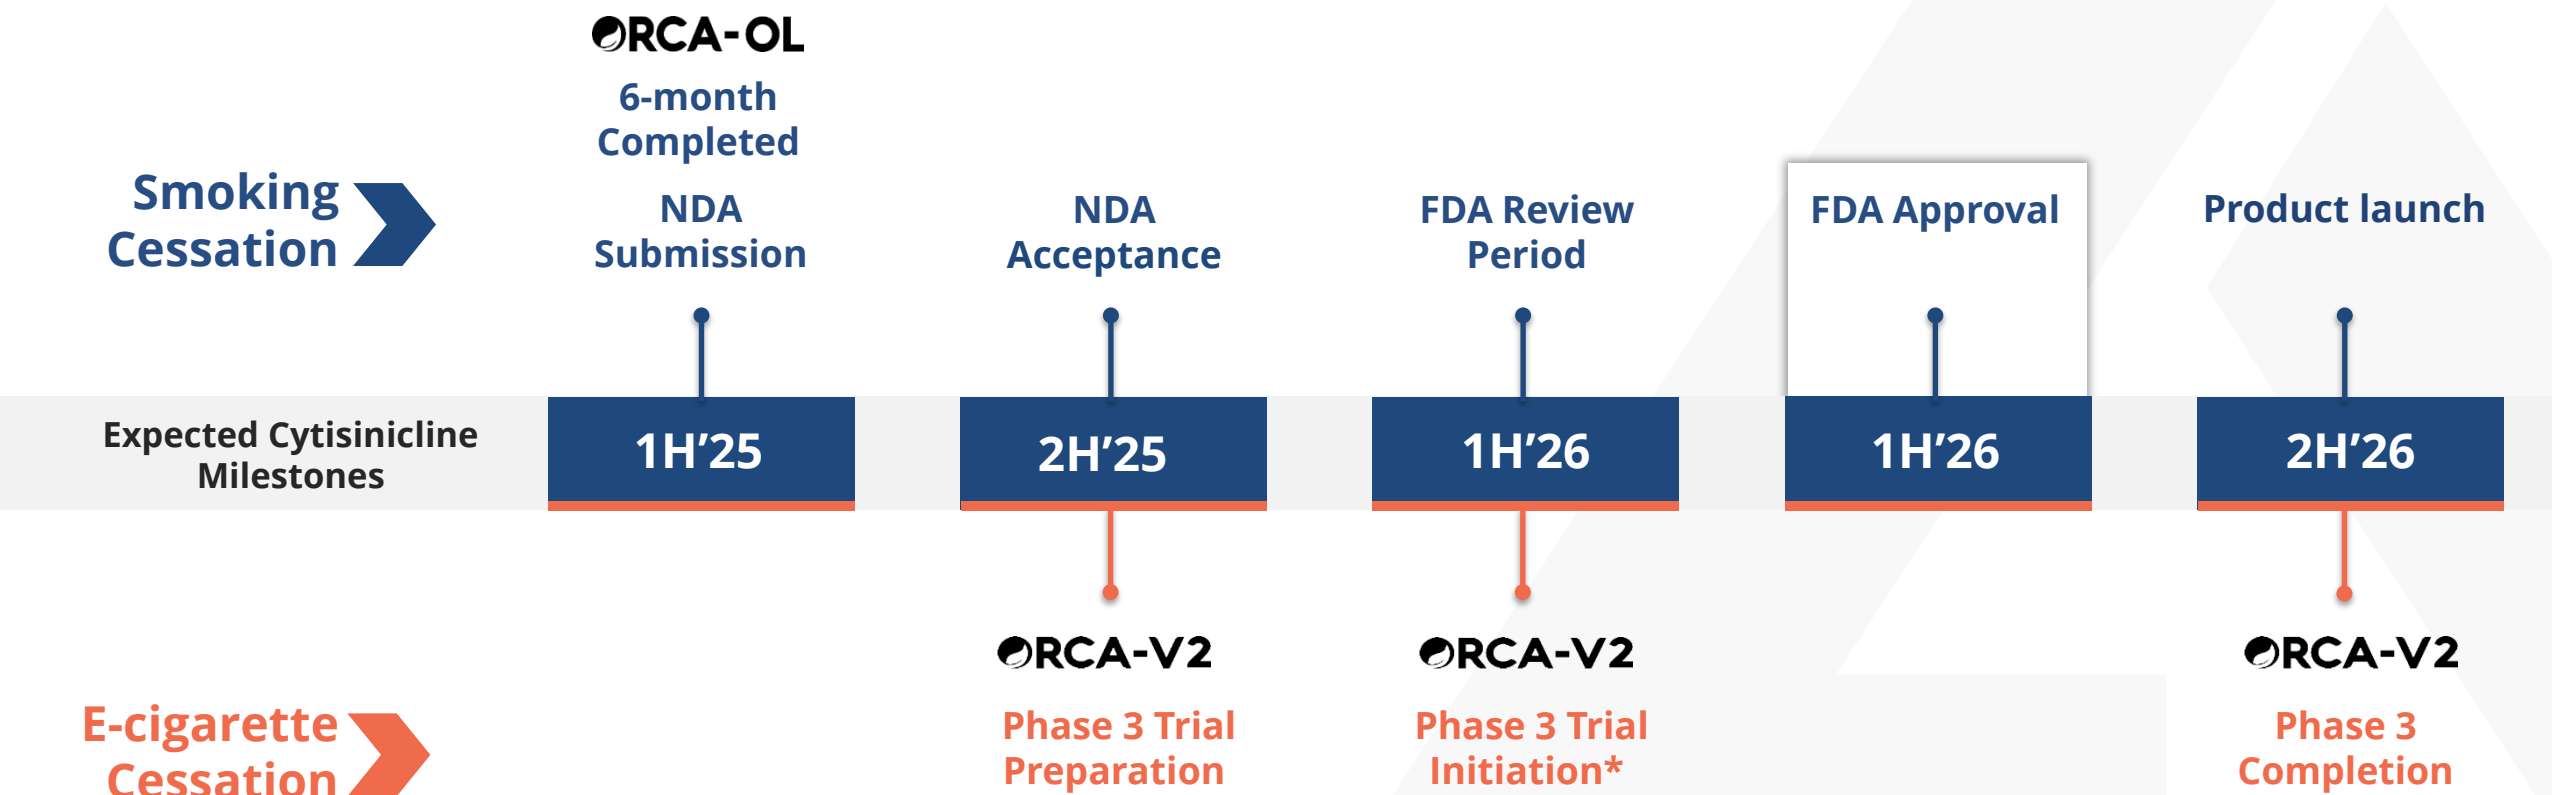 ORCA-OL
6-month
Completed
Smoking
Cessation
NDA
Submission
NDA
Acceptance
FDA Review
Period
FDA Approval
Product launch
Expected Cytisinicline
Milestones
1H’25
2H’25
1H’26
1H’26
2H’26
ORCA-V2
ORCA-V2
ORCA-V2
E-cigarette
Cessation
Phase 3 Trial
Preparation
Phase 3 Trial
Initiation*
Phase 3
Completion